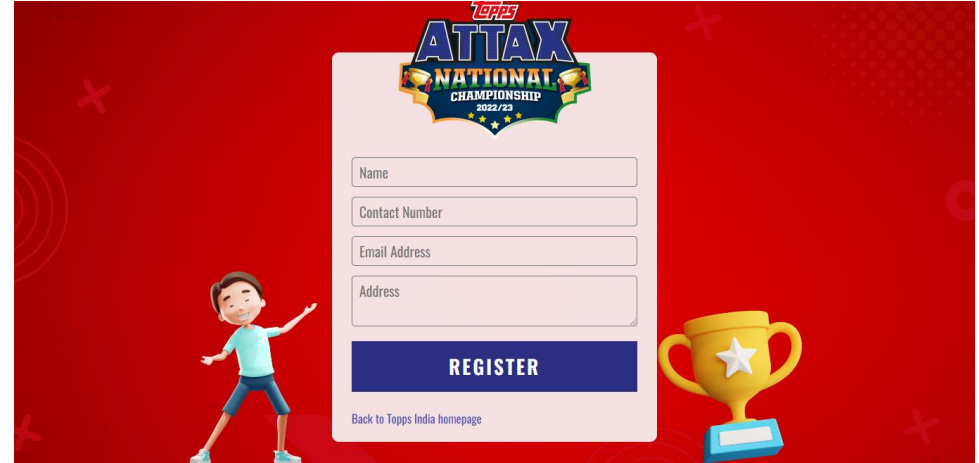 Topps
ATTAX
NATIONAL
CHAMPIONSHIP
2022/23
Name
Contact Number
Email Address
Address
REGISTER
Back to Topps India homepage